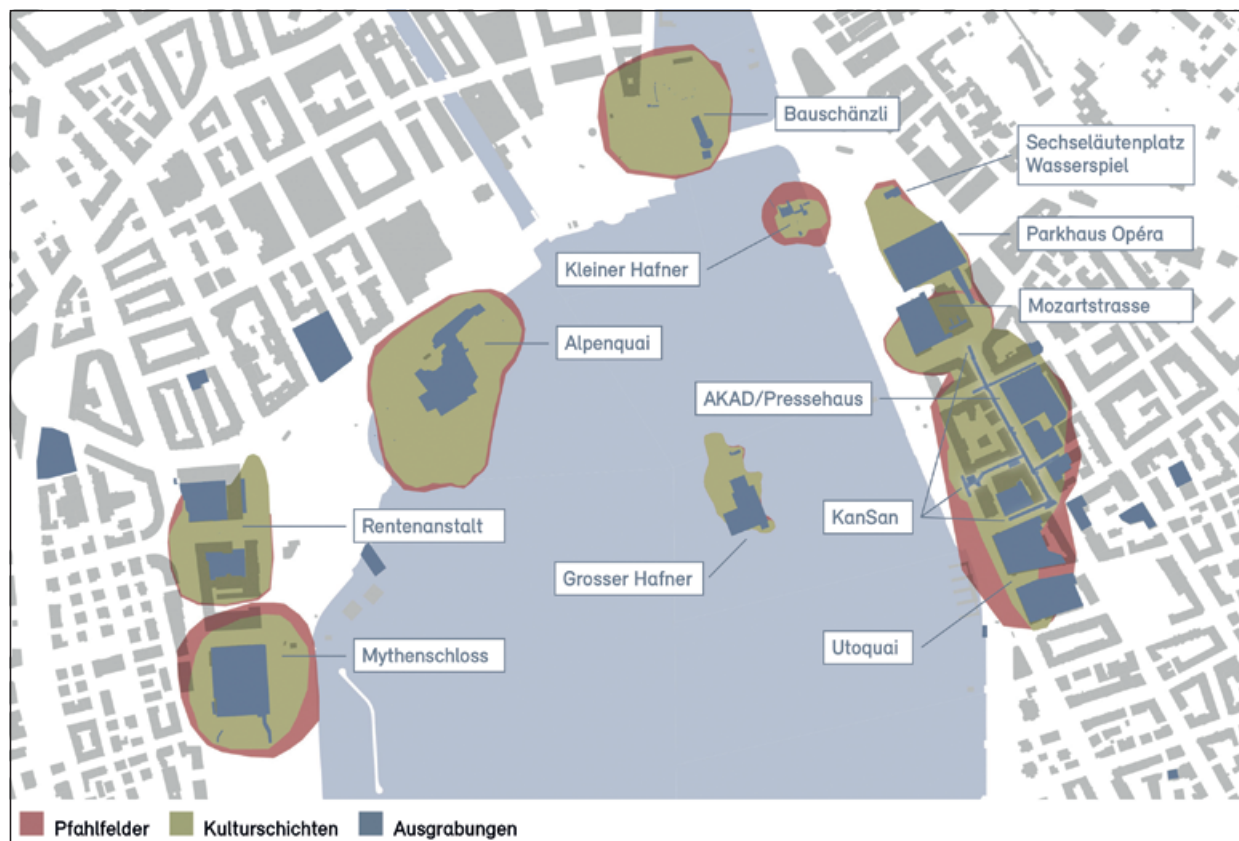 Bauschänzli
Sechseläutenplatz
Wasserspiel
Parkhaus Opéra
Kleiner Hafner
Mozartstrasse
Alpenquai
AKAD/Pressehaus
Rentenanstalt
KanSan
Grosser Hafner
Mythenschloss
Utoquai
Pfahlfelder
Kulturschichten
Ausgrabungen